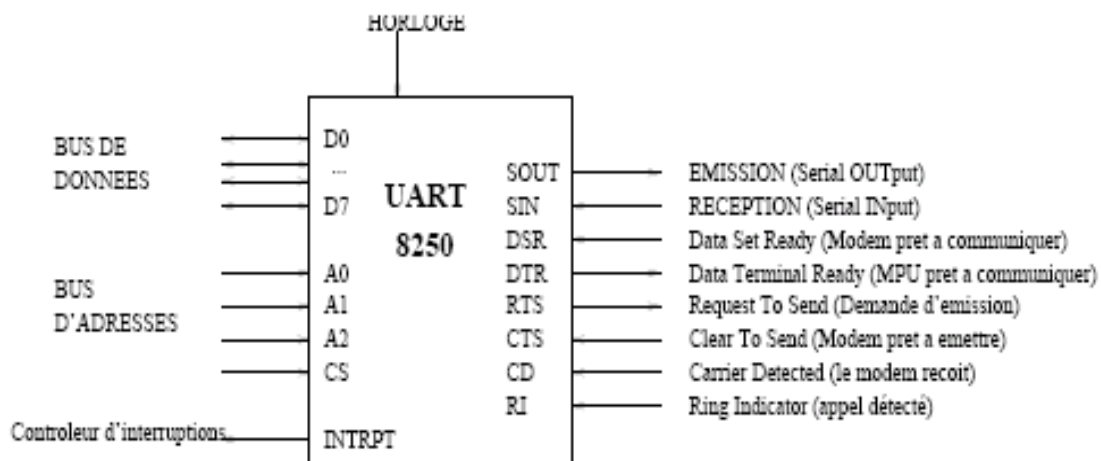 HORLOGE
BUS DE
DONNEES
D0
...
D7
UART
8250
BUS
D'ADRESSES
A0
A1
A2
CS
Controleur d'interruptions
INTRPT
SOUT EMISSION (Serial OUTput)
SIN RECEPTION (Serial INput)
DSR Data Set Ready (Modem pret a communiquer)
DTR Data Terminal Ready (MPU pret a communiquer)
RTS Request To Send (Demande d'emission)
CTS Clear To Send (Modem pret a emettre)
CD Carrier Detected (le modem recoit)
RI Ring Indicator (appel détecté)